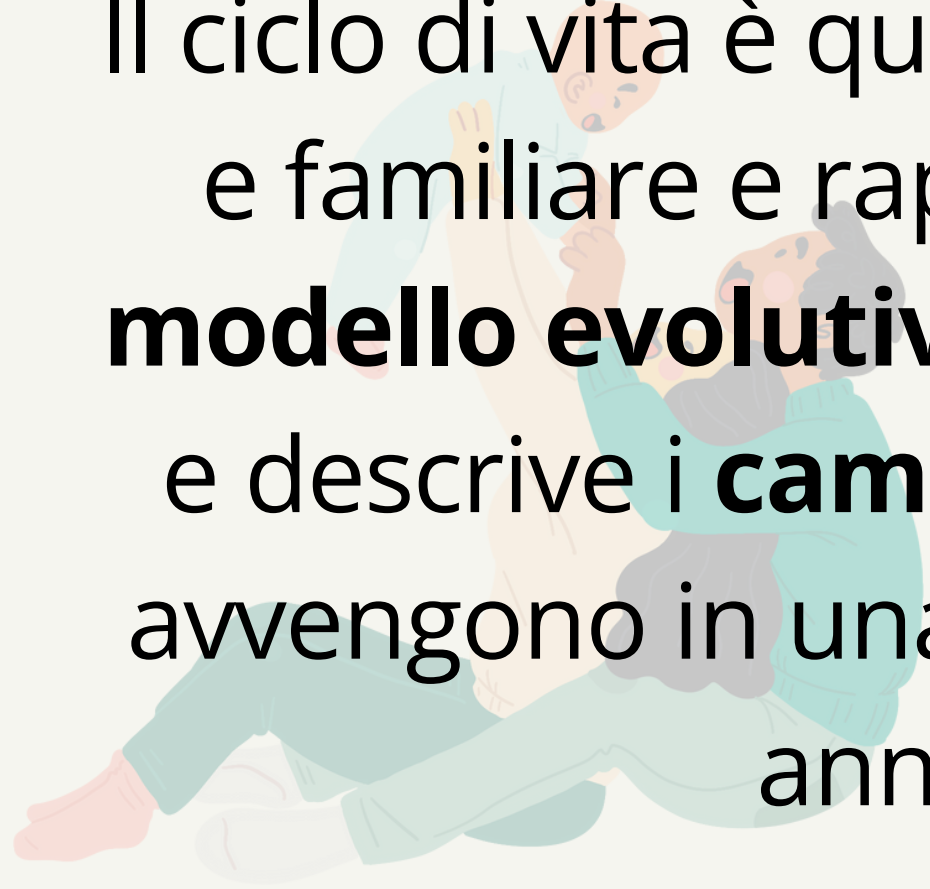 Il ciclo di vita è qu
e familiare e rap
modello evolutiv
e descrive i cam
avvengono in una
ann